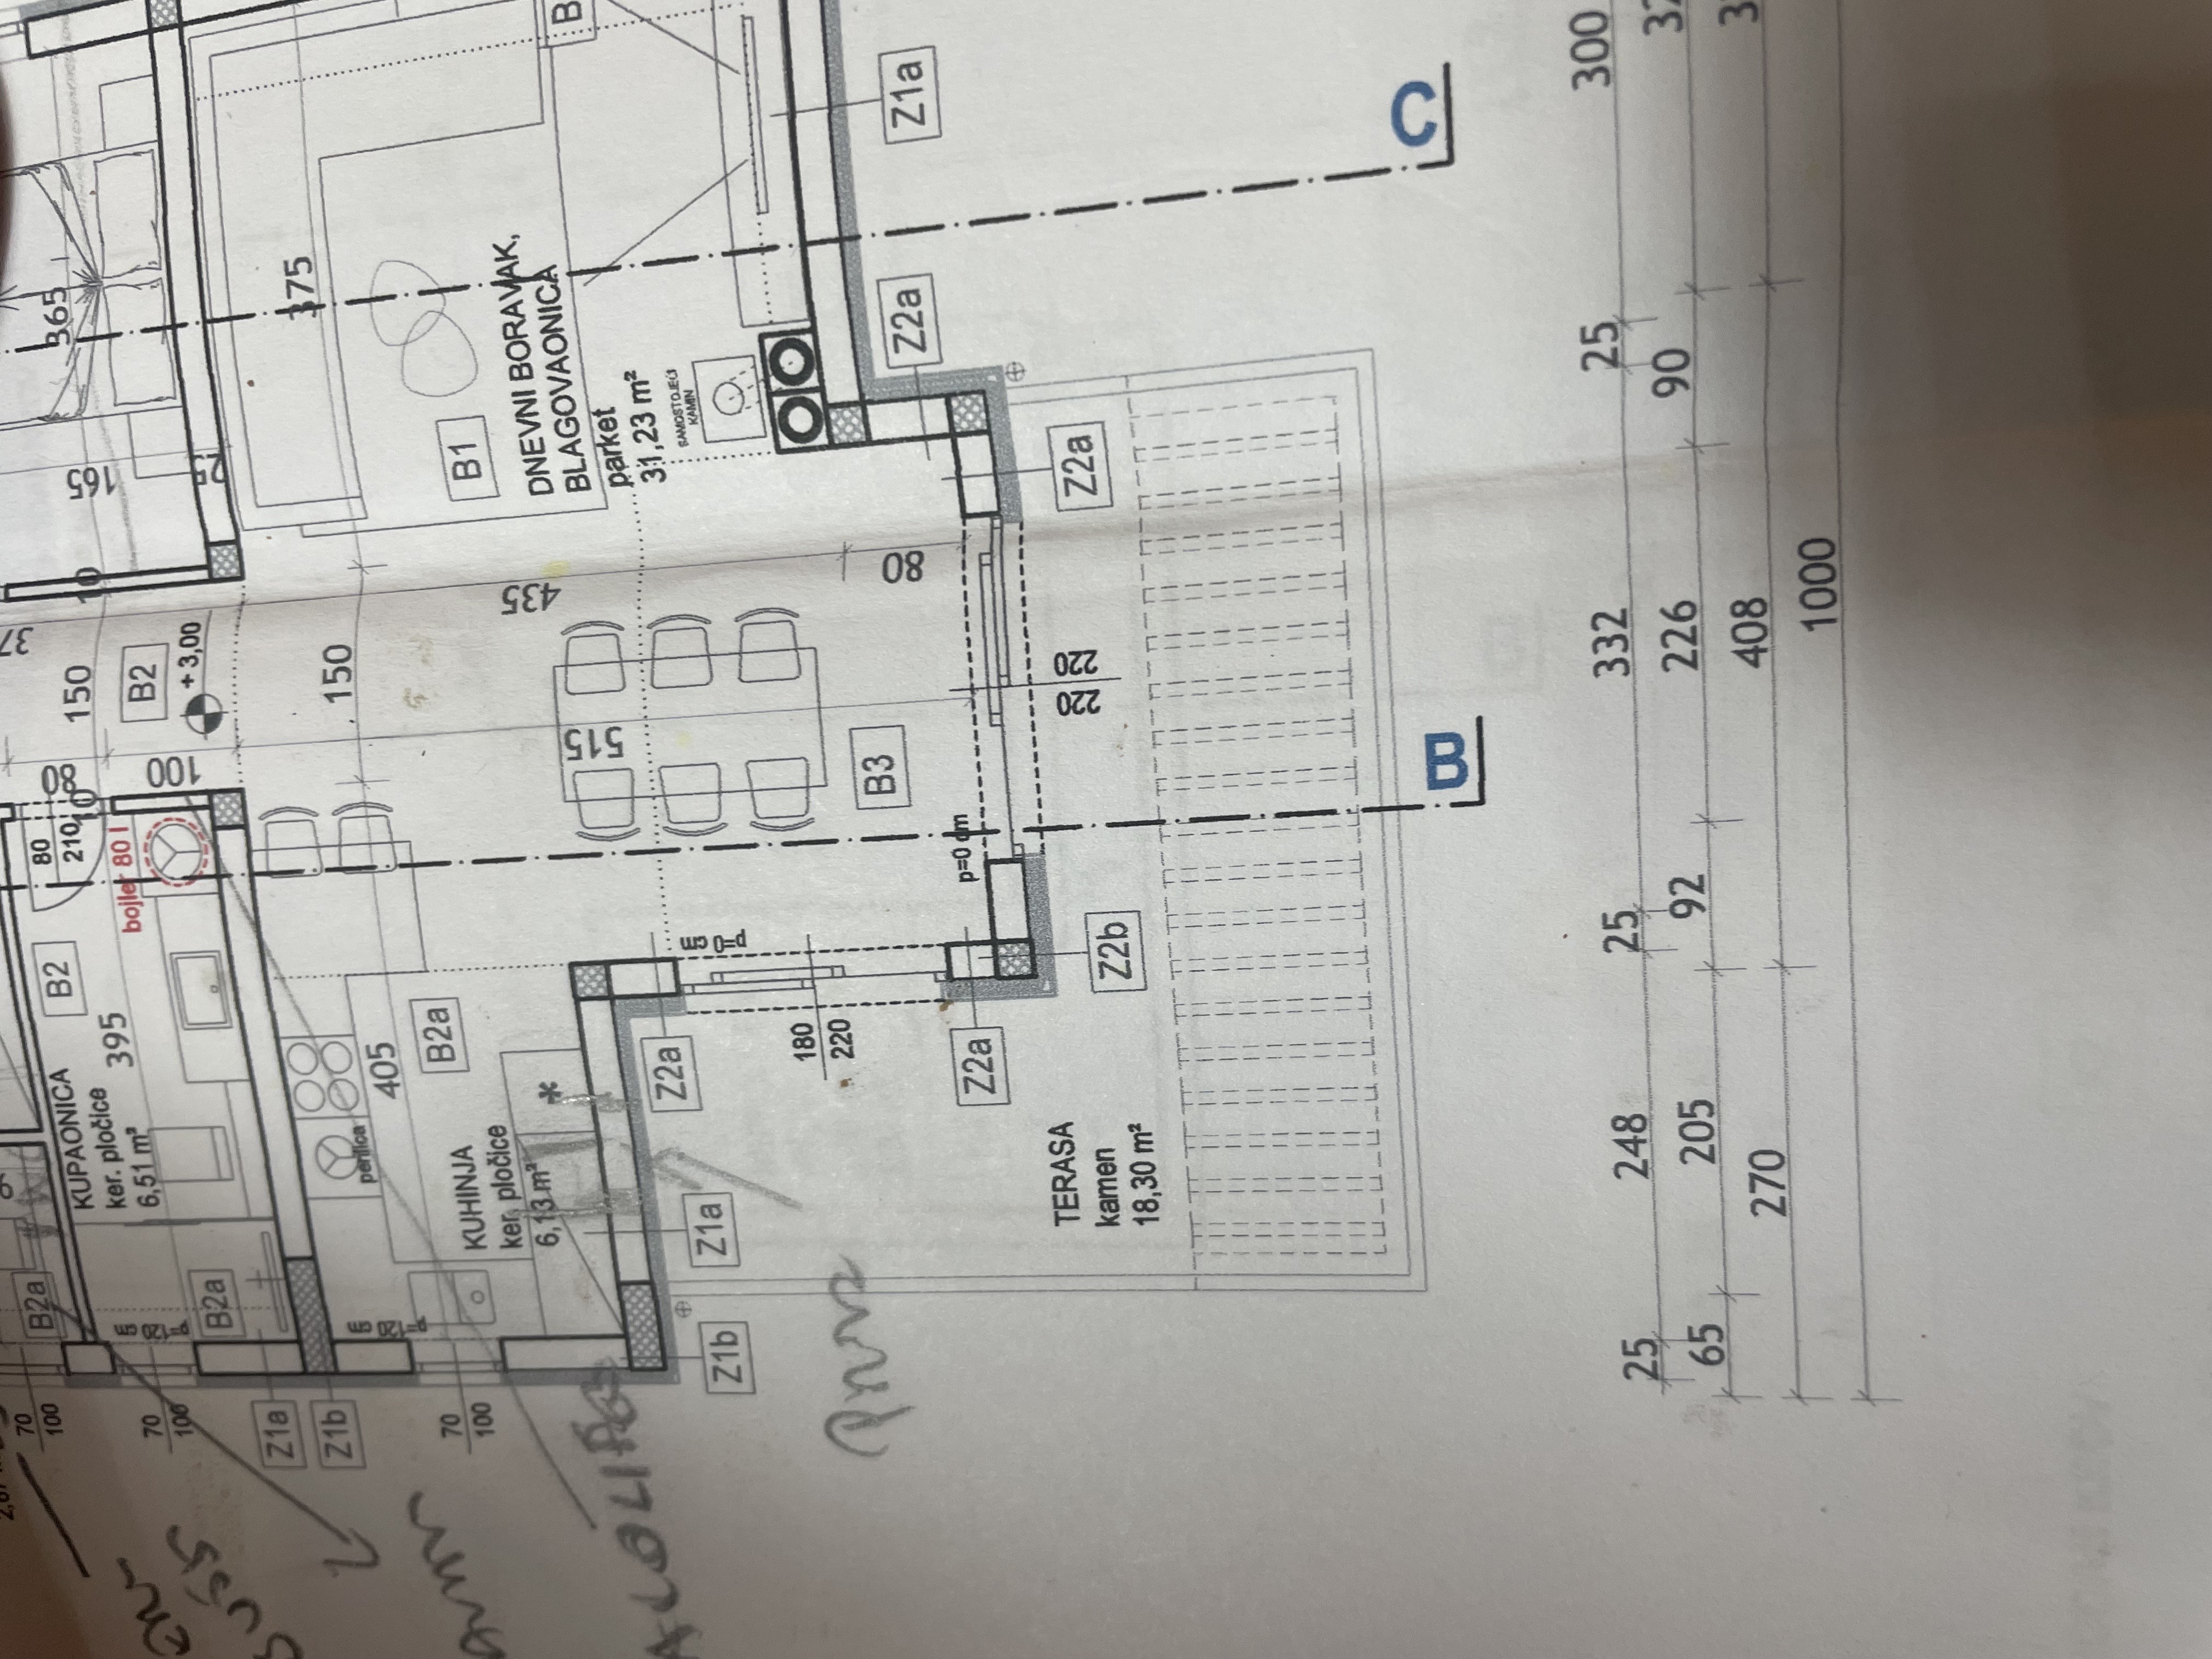 70
100
B2a
KUPAONICA
ker. pločice
6,51 m²
B2
80
210
10
80
150
10
37
165
365
395
bojler 80 l
70
100
p=120 cm
B2a
100
B2
+ 3,00
25
Z1a
Z1b
perilica
405
150
375
p=120 cm
70
100
B2a
KUHINJA
ker. pločice
6,13 m²
*
435
515
B1
DNEVNI BORAVAK,
BLAGOVAONICA
parket
31,23 m²
SAMOSTOJEĆI
KAMIN
B
Z2a
Z1b
Z1a
p=0 cm
180
220
B3
80
Z2a
Z1a
Z2a
p=0 cm
TERASA
kamen
18,30 m²
Z2b
220
220
Z2a
B
C
25
248
25
332
25
300
65
205
92
226
90
270
408
1000